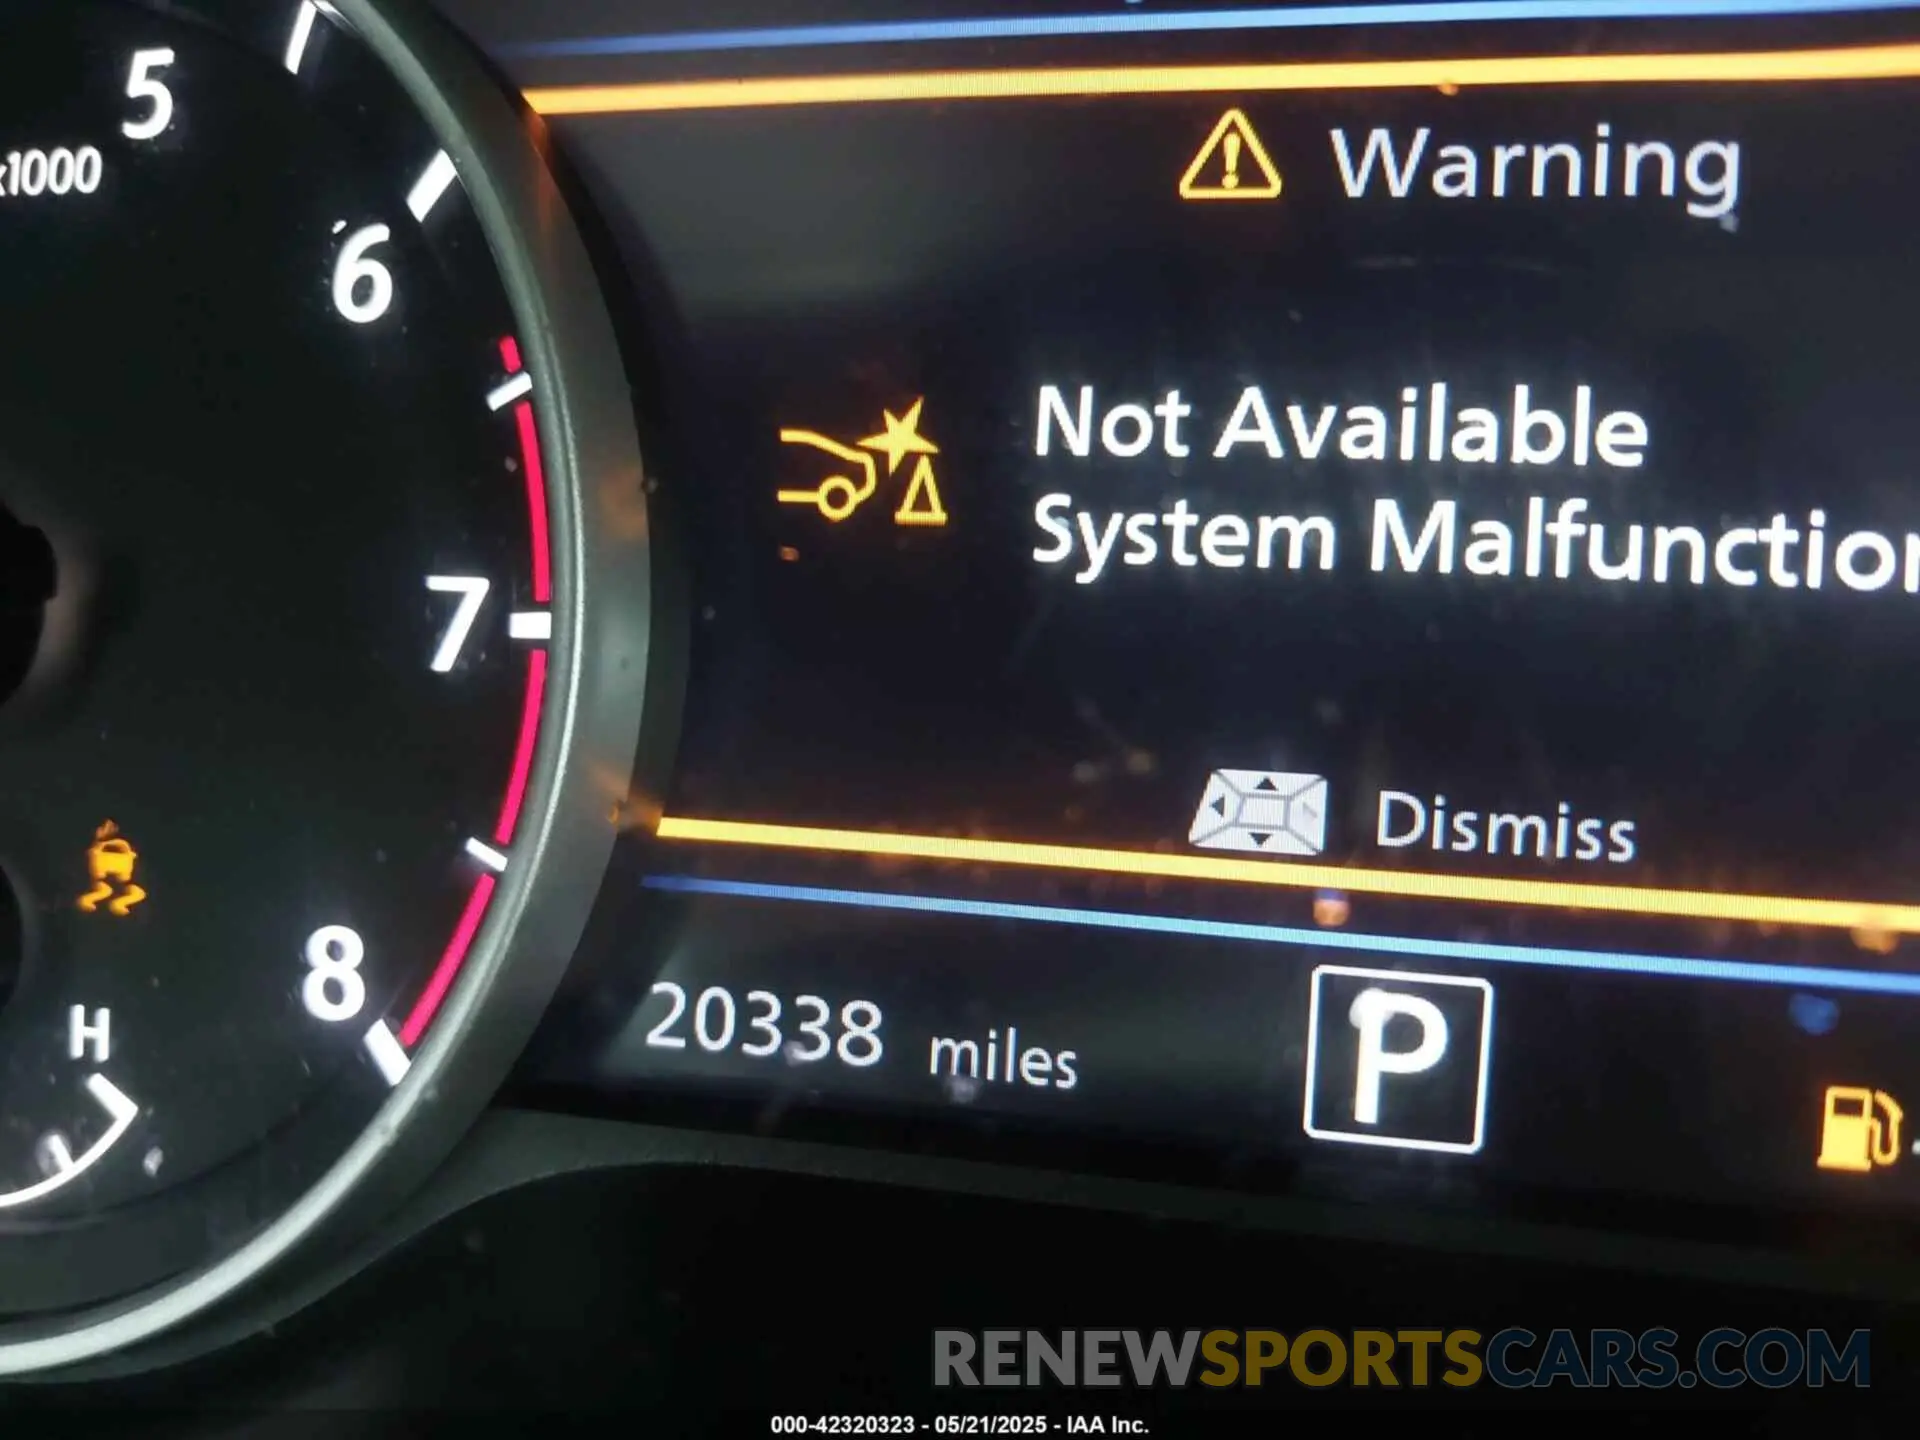 5
x1000
6
7
8
H
Warning
Not Available
System Malfunction
Dismiss
20338 miles
P
RENEWSPORTSCARS.COM
000-42320323 - 05/21/2025 - IAA Inc.